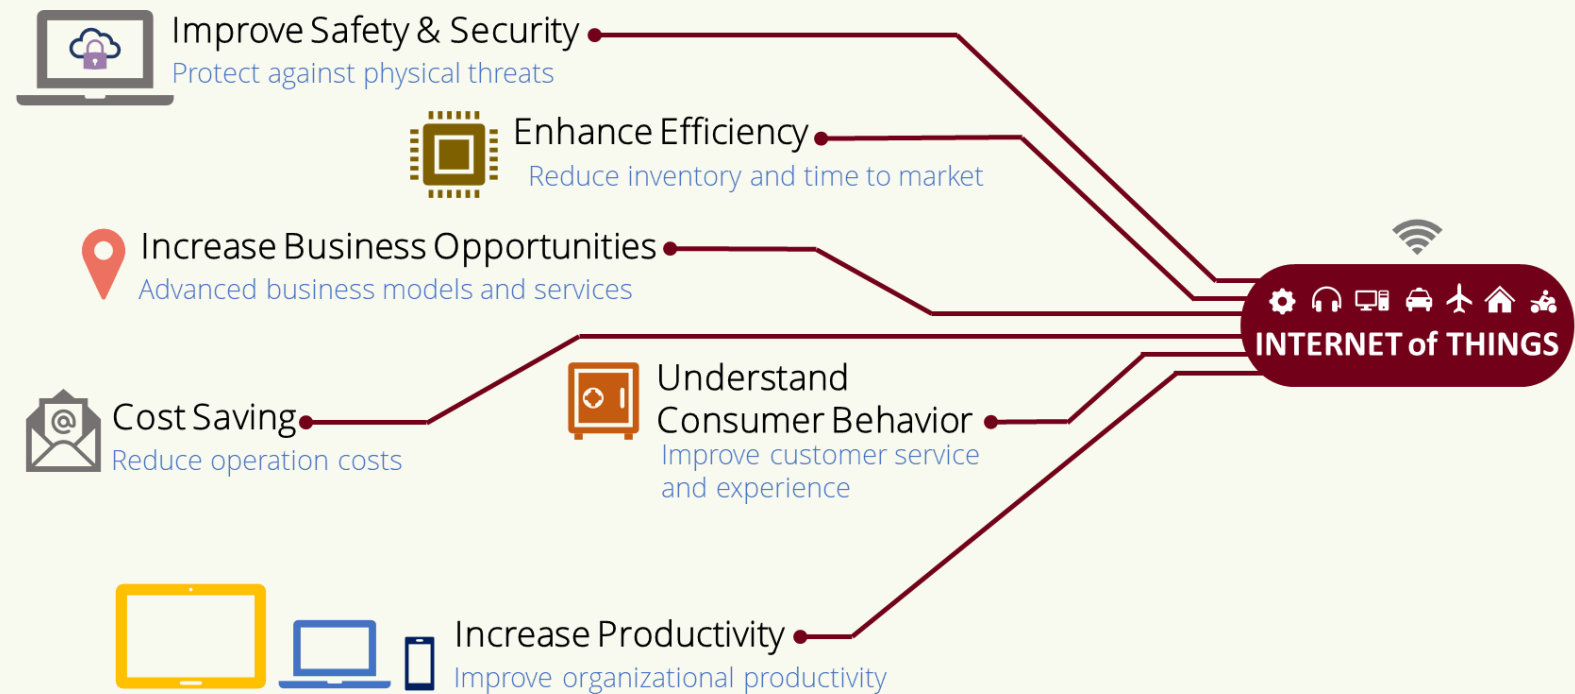 Improve Safety & Security
Protect against physical threats
Enhance Efficiency
Reduce inventory and time to market
Increase Business Opportunities
Advanced business models and services
INTERNET of THINGS
Cost Saving
Reduce operation costs
Understand
Consumer Behavior
Improve customer service
and experience
Increase Productivity
Improve organizational productivity